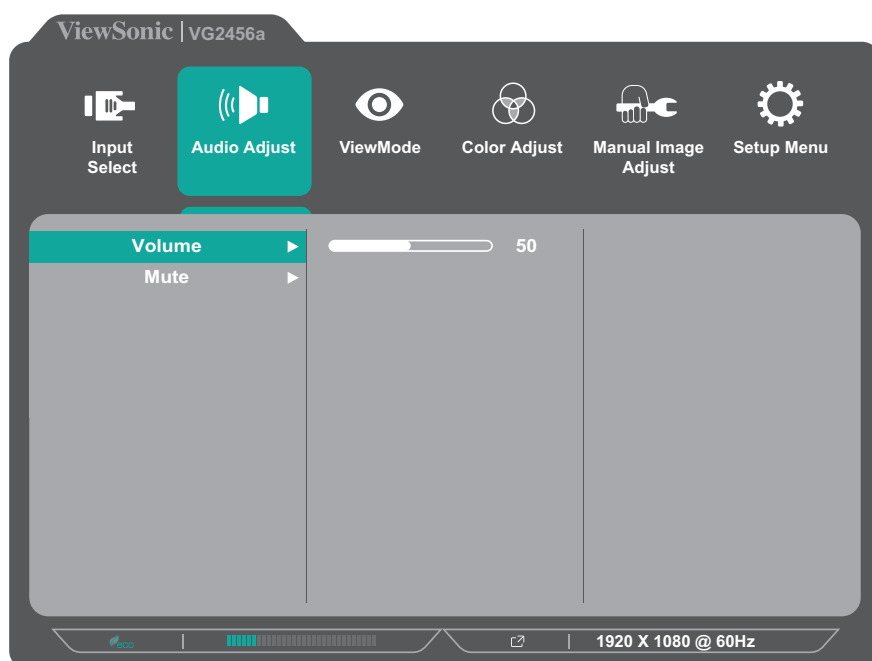 ViewSonic | VG2456a
Input Select
Audio Adjust
ViewMode
Color Adjust
Manual Image Adjust
Setup Menu
Volume 50
Mute
eco
1920 X 1080 @ 60Hz